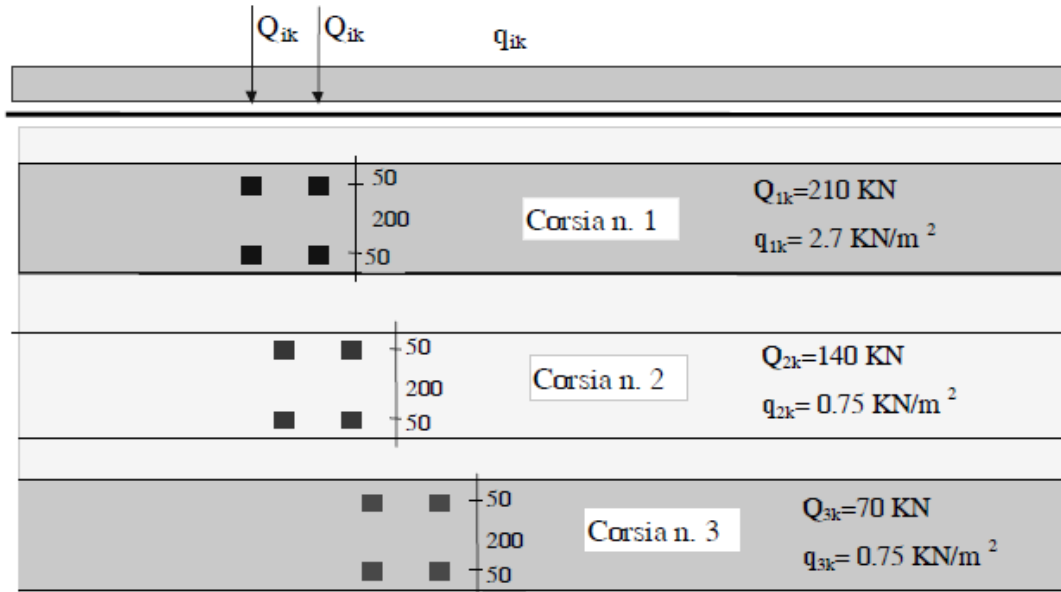 Qik Qik qik
50
200
50
Corsia n. 1
Q1k=210 KN
q1k= 2.7 KN/m 2
50
200
50
Corsia n. 2
Q2k=140 KN
q2k= 0.75 KN/m 2
50
200
50
Corsia n. 3
Q3k=70 KN
q3k= 0.75 KN/m 2